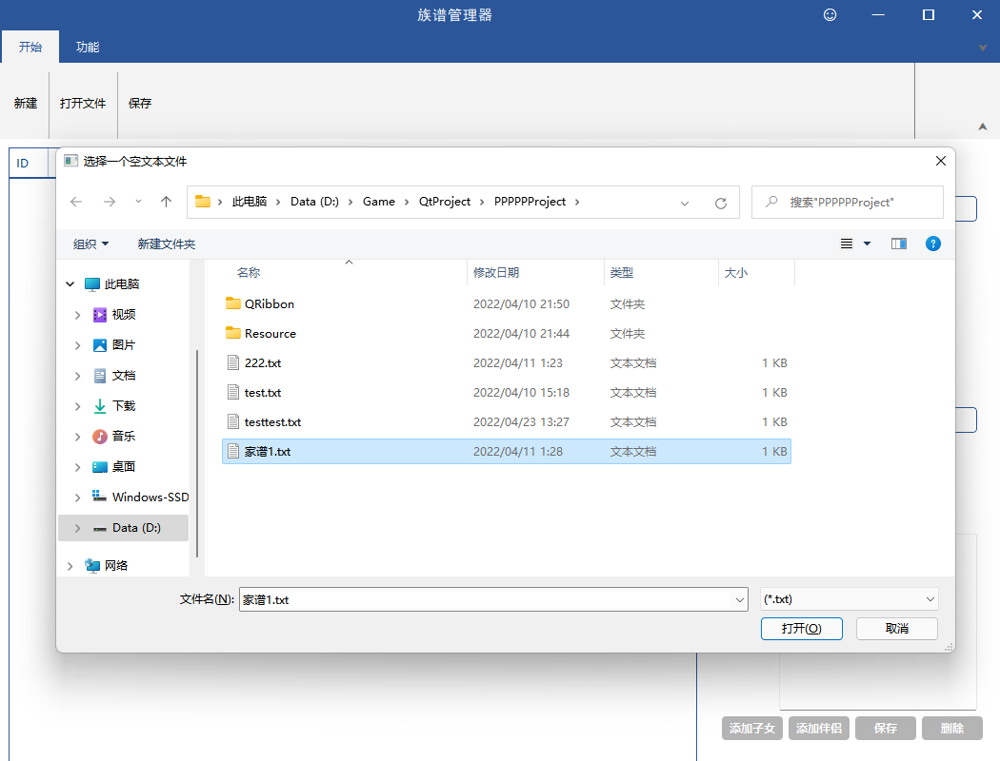 族谱管理器
开始 功能
新建 打开文件 保存
ID
选择一个空文本文件
此电脑 Data (D:) Game QtProject PPPPPProject
搜索"PPPPPProject"
组织 新建文件夹
名称 修改日期 类型 大小
此电脑
视频
图片
文档
下载
音乐
桌面
Windows-SSD
Data (D:)
网络
QRibbon 2022/04/10 21:50 文件夹
Resource 2022/04/10 21:44 文件夹
222.txt 2022/04/11 1:23 文本文档 1 KB
test.txt 2022/04/10 15:18 文本文档 1 KB
testtest.txt 2022/04/23 13:27 文本文档 1 KB
家谱1.txt 2022/04/11 1:28 文本文档 1 KB
文件名(N): 家谱1.txt (*.txt)
打开(O) 取消
添加子女 添加伴侣 保存 删除